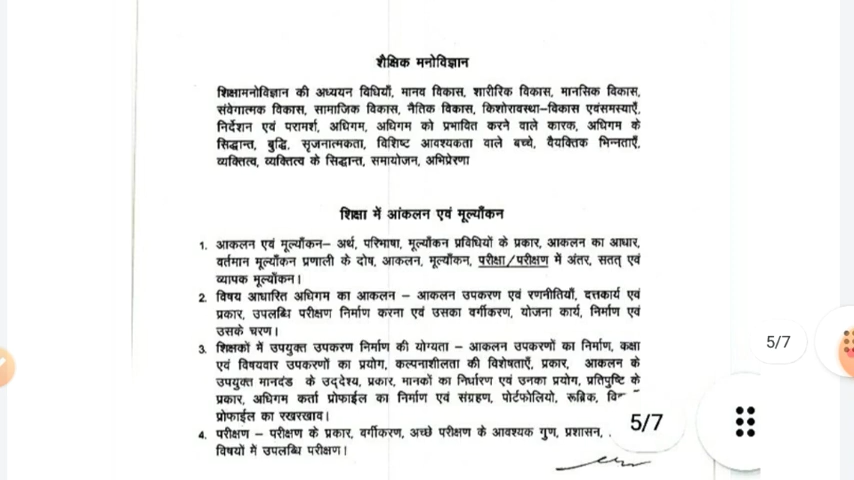 शैक्षिक मनोविज्ञान
शिक्षामनोविज्ञान की अध्ययन विधियाँ, मानव विकास, शारीरिक विकास, मानसिक विकास,
संवेगात्मक विकास, सामाजिक विकास, नैतिक विकास, किशोरावस्था–विकास एवंसमस्याएँ,
निर्देशन एवं परामर्श, अधिगम, अधिगम को प्रभावित करने वाले कारक, अधिगम के
सिद्धान्त, बुद्धि, सृजनात्मकता, विशिष्ट आवश्यकता वाले बच्चे, वैयक्तिक भिन्नताएँ,
व्यक्तित्व, व्यक्तित्व के सिद्धान्त, समायोजन, अभिप्रेरणा
शिक्षा में आंकलन एवं मूल्याँकन
1. आकलन एवं मूल्याँकन– अर्थ, परिभाषा, मूल्याँकन प्रविधियों के प्रकार, आकलन का आधार,
वर्तमान मूल्याँकन प्रणाली के दोष, आकलन, मूल्याँकन, परीक्षा/परीक्षण में अंतर, सतत् एवं
व्यापक मूल्याँकन।
2. विषय आधारित अधिगम का आकलन – आकलन उपकरण एवं रणनीतियाँ, दत्तकार्य एवं
प्रकार, उपलब्धि परीक्षण निर्माण करना एवं उसका वर्गीकरण, योजना कार्य, निर्माण एवं
उसके चरण।
3. शिक्षकों में उपयुक्त उपकरण निर्माण की योग्यता – आकलन उपकरणों का निर्माण, कक्षा
एवं विषयवार उपकरणों का प्रयोग, कल्पनाशीलता की विशेषताएँ, प्रकार, आकलन के
उपयुक्त मानदंड के उद्देश्य, प्रकार, मानकों का निर्धारण एवं उनका प्रयोग, प्रतिपुष्टि के
प्रकार, अधिगम कर्ता प्रोफाईल का निर्माण एवं संग्रहण, पोर्टफोलियो, रूब्रिक,
प्रोफाईल का रखरखाव।
4. परीक्षण – परीक्षण के प्रकार, वर्गीकरण, अच्छे परीक्षण के आवश्यक गुण, प्रशासन,
विषयों में उपलब्धि परीक्षण।
5/7
5/7